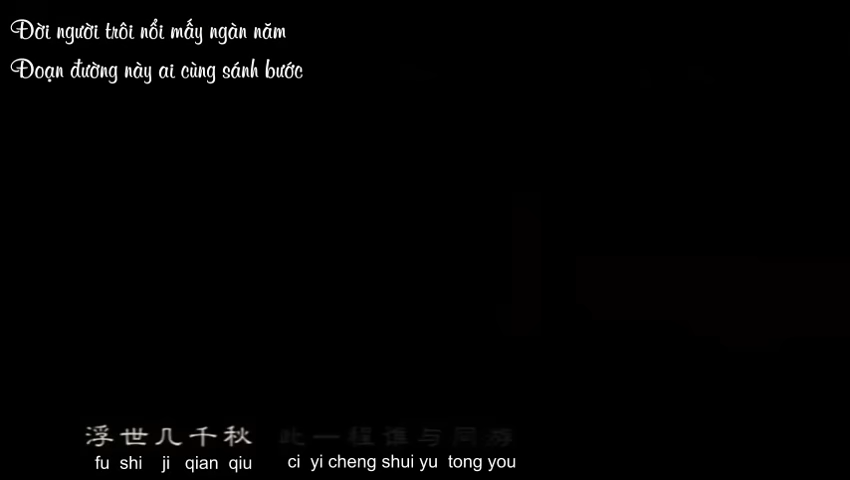 Đời người trôi nổi mấy ngàn năm
Đoạn đường này ai cùng sánh bước
浮世几千秋 此一程谁与同游
fu shi ji qian qiu ci yi cheng shui yu tong you